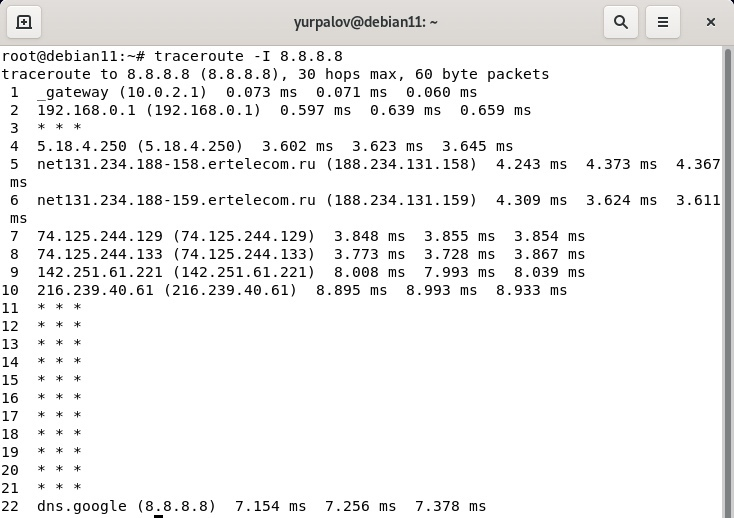 yurpalov@debian11: ~
root@debian11:~# traceroute -I 8.8.8.8
traceroute to 8.8.8.8 (8.8.8.8), 30 hops max, 60 byte packets
 1  _gateway (10.0.2.1)  0.073 ms  0.071 ms  0.060 ms
 2  192.168.0.1 (192.168.0.1)  0.597 ms  0.639 ms  0.659 ms
 3  * * *
 4  5.18.4.250 (5.18.4.250)  3.602 ms  3.623 ms  3.645 ms
 5  net131.234.188-158.ertelecom.ru (188.234.131.158)  4.243 ms  4.373 ms  4.367
 ms
 6  net131.234.188-159.ertelecom.ru (188.234.131.159)  4.309 ms  3.624 ms  3.611
 ms
 7  74.125.244.129 (74.125.244.129)  3.848 ms  3.855 ms  3.854 ms
 8  74.125.244.133 (74.125.244.133)  3.773 ms  3.728 ms  3.867 ms
 9  142.251.61.221 (142.251.61.221)  8.008 ms  7.993 ms  8.039 ms
10  216.239.40.61 (216.239.40.61)  8.895 ms  8.993 ms  8.933 ms
11  * * *
12  * * *
13  * * *
14  * * *
15  * * *
16  * * *
17  * * *
18  * * *
19  * * *
20  * * *
21  * * *
22  dns.google (8.8.8.8)  7.154 ms  7.256 ms  7.378 ms